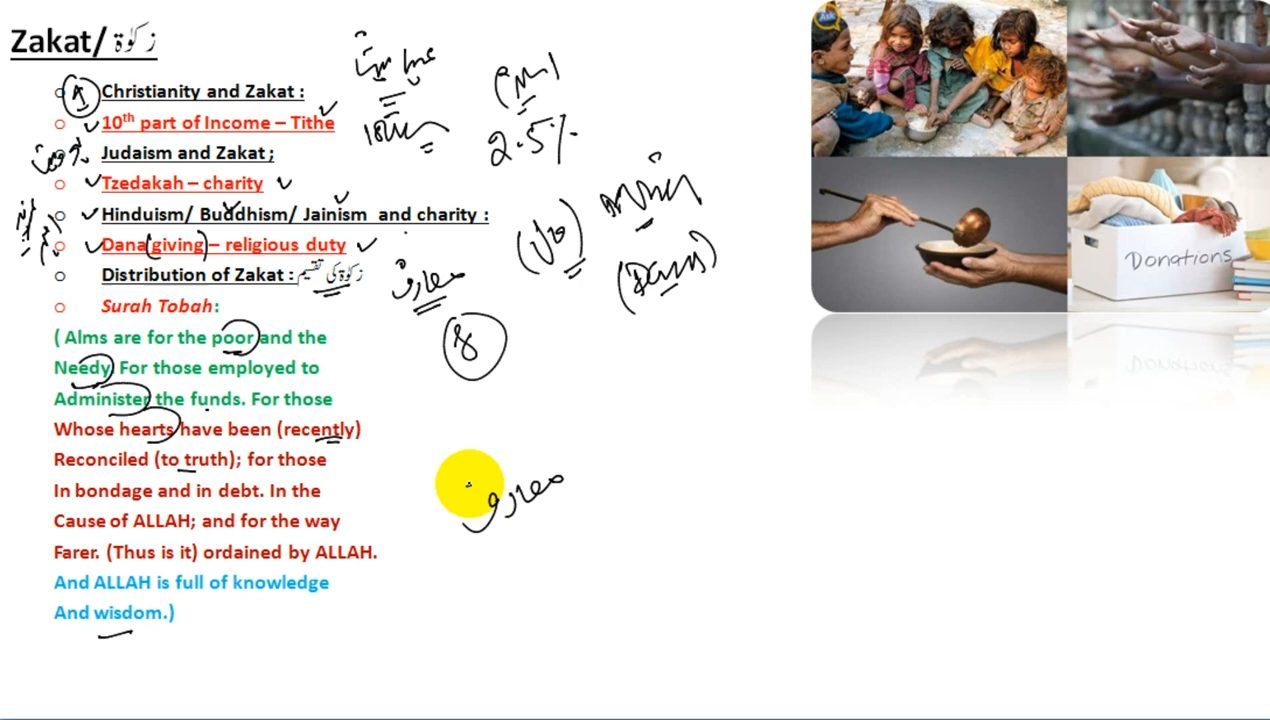 Zakat/ زکوٰۃ
Christianity and Zakat :
10th part of Income – Tithe
Judaism and Zakat ;
Tzedakah – charity
Hinduism/ Buddhism/ Jainism and charity :
Dana (giving) – religious duty
Distribution of Zakat : زکوٰۃ کی تقسیم
Surah Tobah:
( Alms are for the poor and the
Needy. For those employed to
Administer the funds. For those
Whose hearts have been (recently)
Reconciled (to truth); for those
In bondage and in debt. In the
Cause of ALLAH; and for the way
Farer. (Thus is it) ordained by ALLAH.
And ALLAH is full of knowledge
And wisdom.)
عیسائیت
2.5%
مصارف
8
مصارف
Ask
Donations